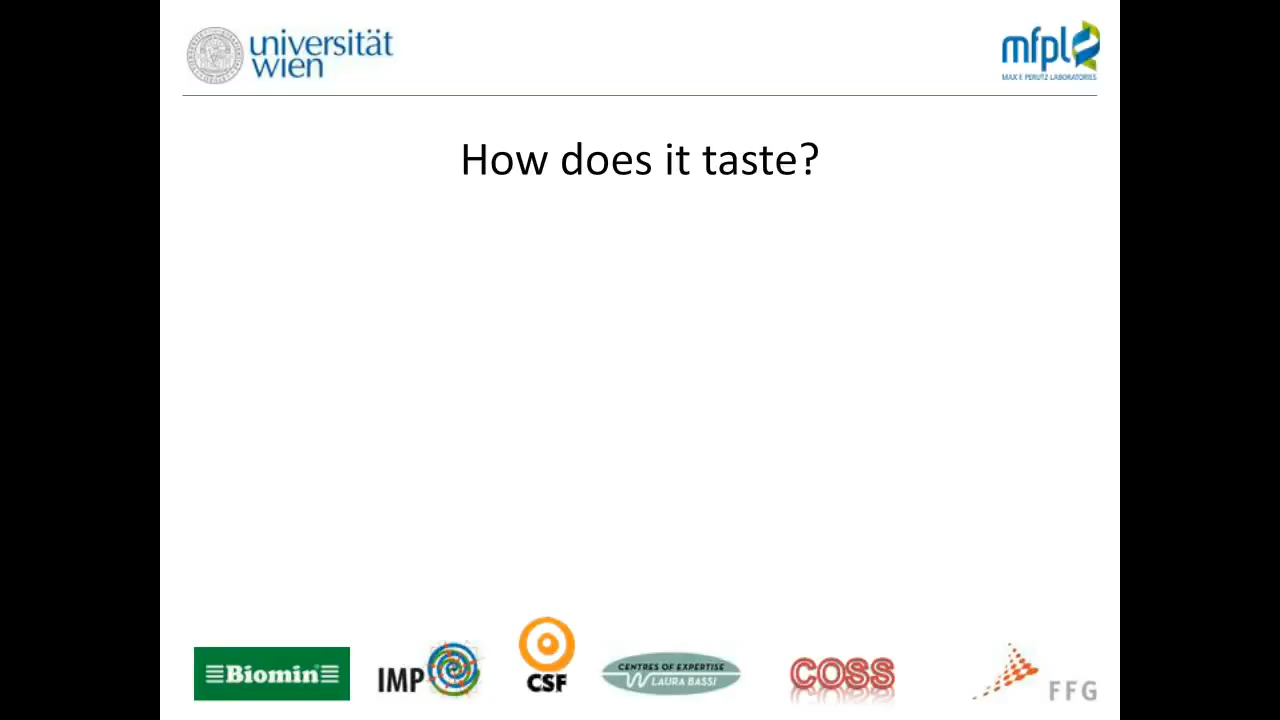 universität
wien
mfpl
MAX F. PERUTZ LABORATORIES
How does it taste?
Biomin®
IMP
CSF
CENTRES OF EXPERTISE
LAURA BASSI
COSS
FFG